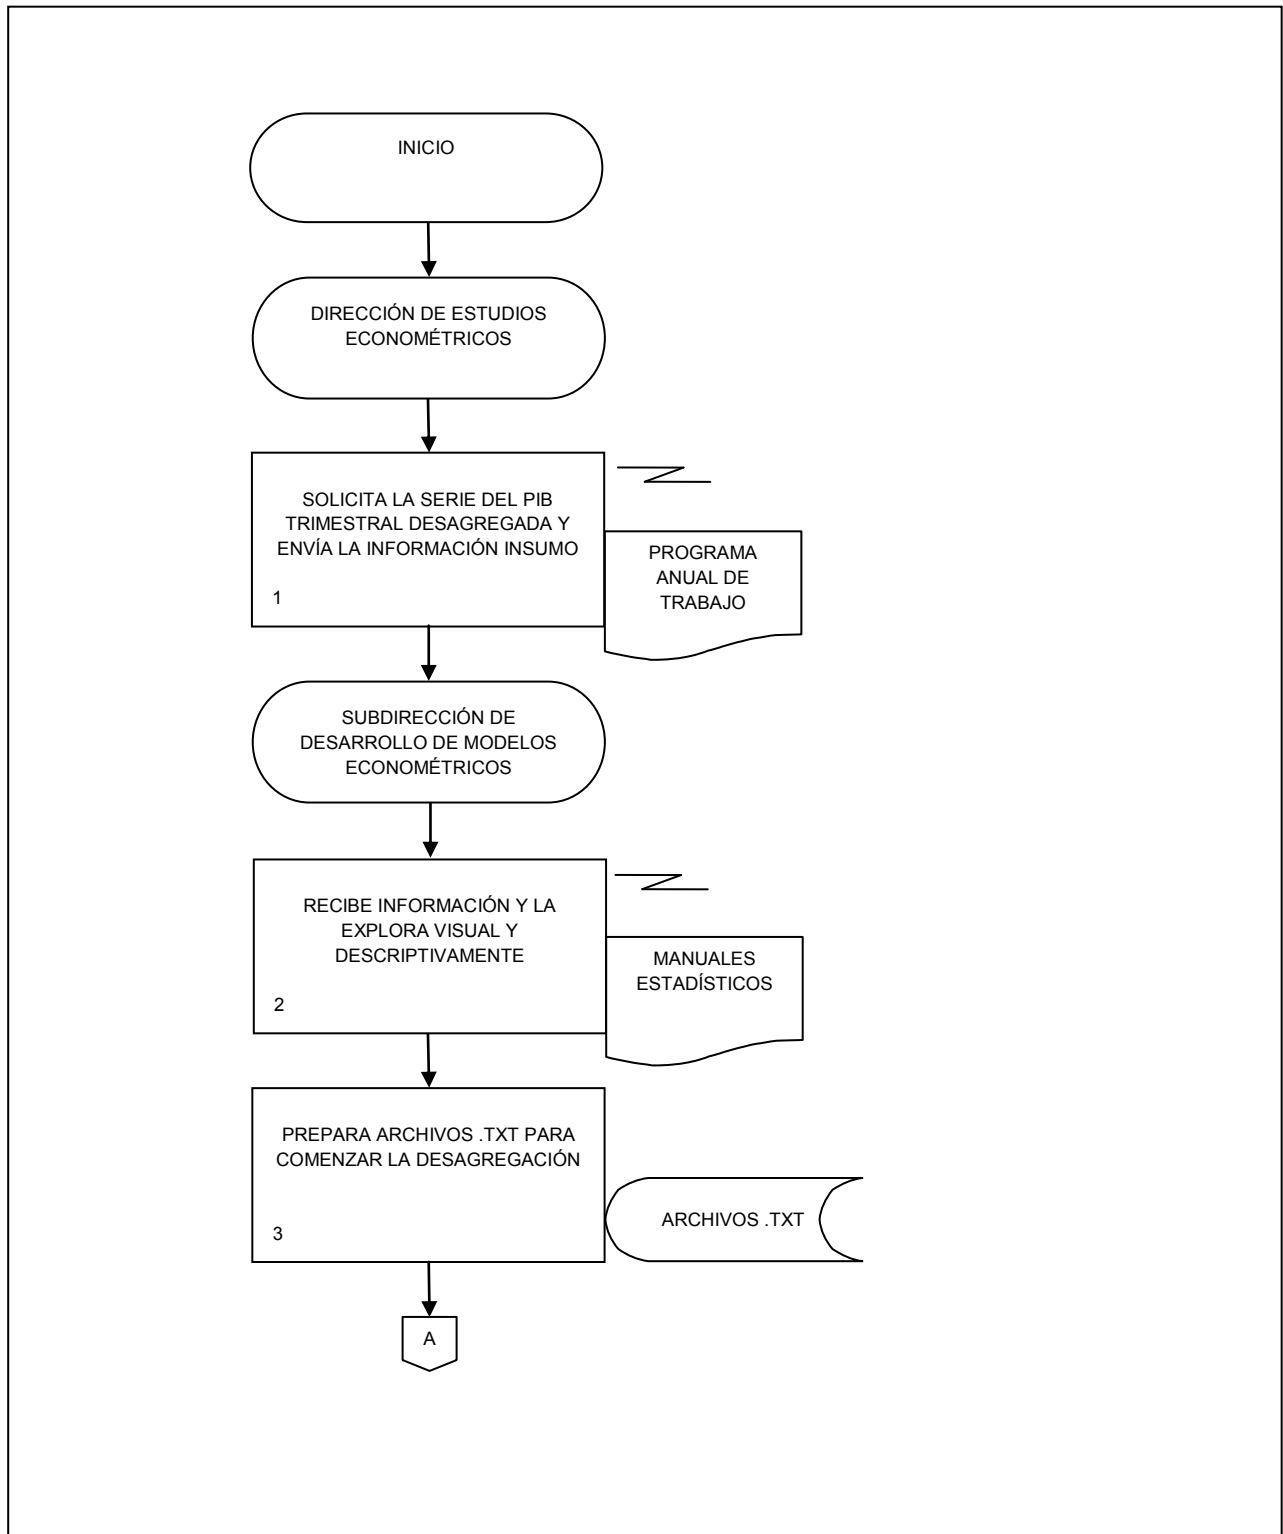 INICIO
DIRECCIÓN DE ESTUDIOS
ECONOMÉTRICOS
SOLICITA LA SERIE DEL PIB
TRIMESTRAL DESAGREGADA Y
ENVÍA LA INFORMACIÓN INSUMO
1
PROGRAMA
ANUAL DE
TRABAJO
SUBDIRECCIÓN DE
DESARROLLO DE MODELOS
ECONOMÉTRICOS
RECIBE INFORMACIÓN Y LA
EXPLORA VISUAL Y
DESCRIPTIVAMENTE
2
MANUALES
ESTADÍSTICOS
PREPARA ARCHIVOS .TXT PARA
COMENZAR LA DESAGREGACIÓN
3
ARCHIVOS .TXT
A